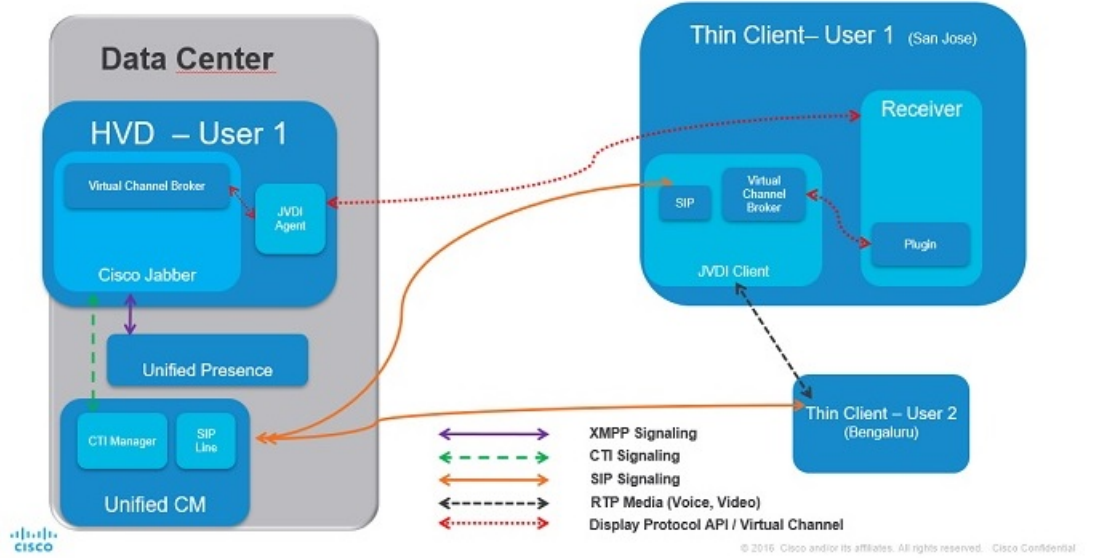 Data Center
HVD – User 1
Virtual Channel Broker
JVDI
Agent
Cisco Jabber
Unified Presence
CTI Manager
SIP
Line
Unified CM
Thin Client– User 1 (San Jose)
Receiver
SIP
Virtual
Channel
Broker
Plugin
JVDI Client
Thin Client – User 2
(Bengaluru)
XMPP Signaling
CTI Signaling
SIP Signaling
RTP Media (Voice, Video)
Display Protocol API / Virtual Channel
CISCO
© 2016 Cisco and/or its affiliates. All rights reserved. Cisco Confidential